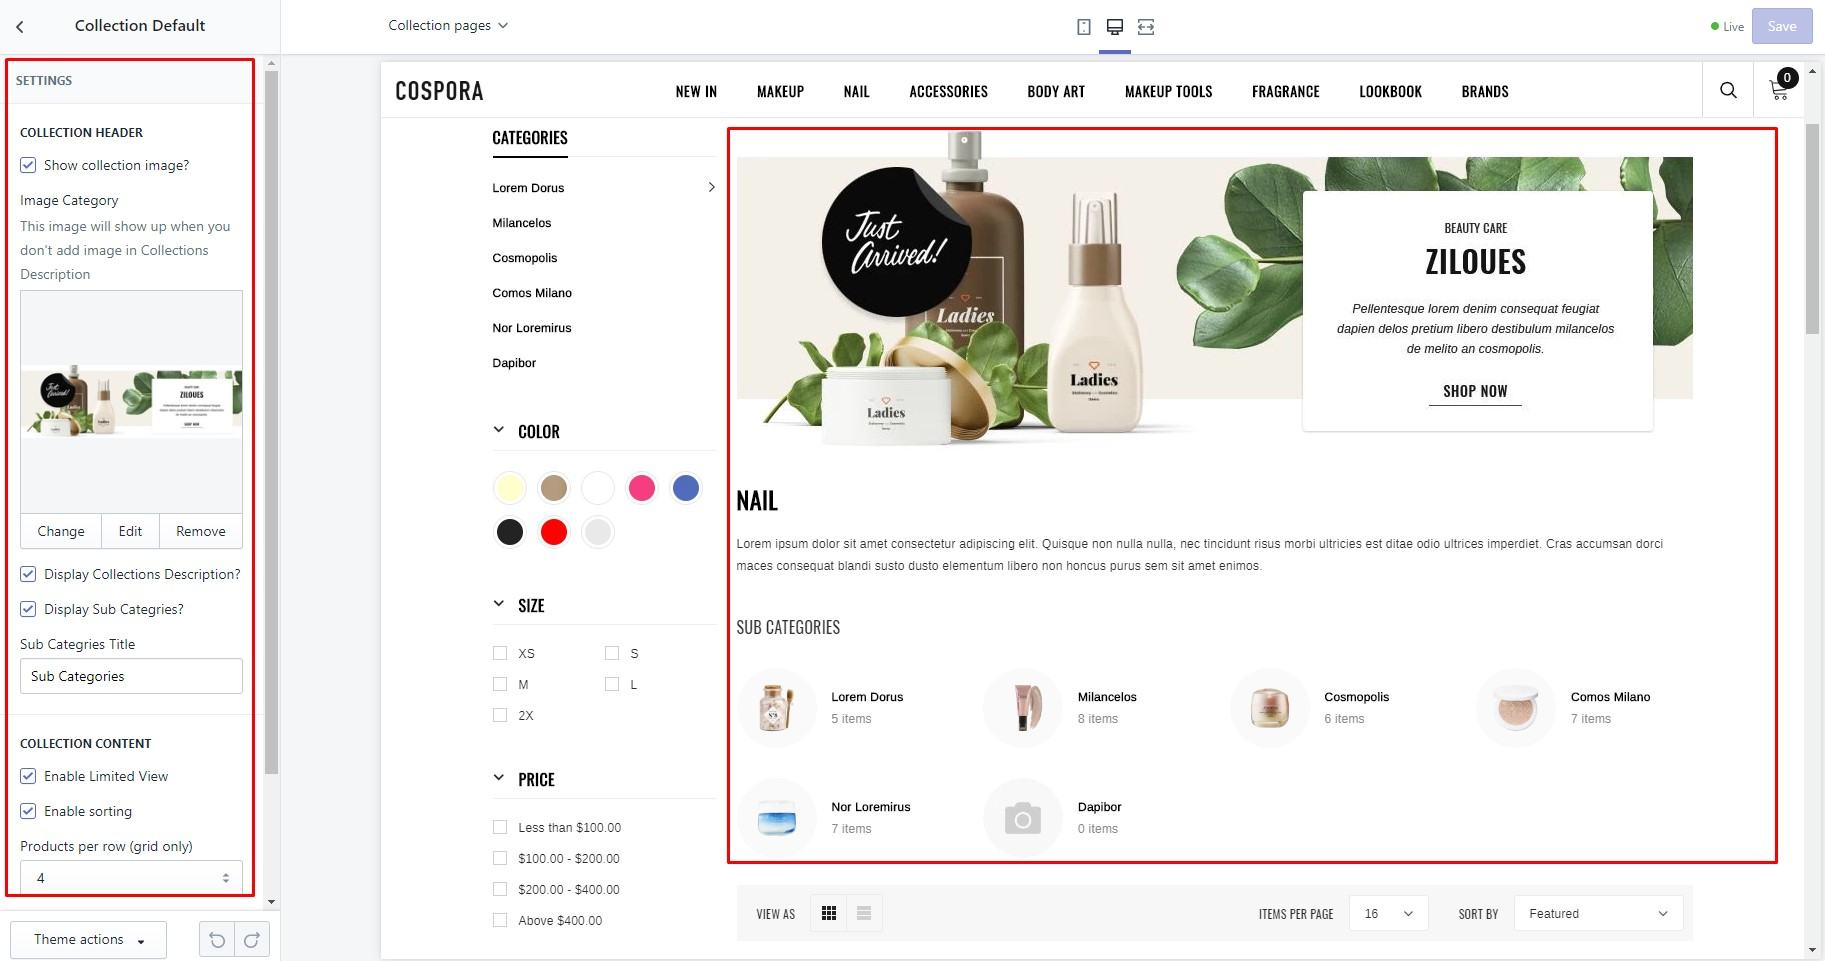 Collection Default
Collection pages
Live
Save
SETTINGS
COLLECTION HEADER
Show collection image?
Image Category
This image will show up when you
don't add image in Collections
Description
Just
Arrived!
ZILOUES
SHOP NOW
Change
Edit
Remove
Display Collections Description?
Display Sub Categries?
Sub Categries Title
Sub Categories
COLLECTION CONTENT
Enable Limited View
Enable sorting
Products per row (grid only)
4
Theme actions
COSPORA
NEW IN
MAKEUP
NAIL
ACCESSORIES
BODY ART
MAKEUP TOOLS
FRAGRANCE
LOOKBOOK
BRANDS
0
CATEGORIES
Lorem Dorus
Milancelos
Cosmopolis
Comos Milano
Nor Loremirus
Dapibor
COLOR
SIZE
XS
S
M
L
2X
PRICE
Less than $100.00
$100.00 - $200.00
$200.00 - $400.00
Above $400.00
Just
Arrived!
Ladies
Ladies
Ladies
BEAUTY CARE
ZILOUES
Pellentesque lorem denim consequat feugiat
dapien delos pretium libero destibulum milancelos
de melito an cosmopolis.
SHOP NOW
NAIL
Lorem ipsum dolor sit amet consectetur adipiscing elit. Quisque non nulla nulla, nec tincidunt risus morbi ultricies est ditae odio ultrices imperdiet. Cras accumsan dorci
maces consequat blandi susto dusto elementum libero non honcus purus sem sit amet enimos.
SUB CATEGORIES
Lorem Dorus
5 items
Milancelos
8 items
Cosmopolis
6 items
Comos Milano
7 items
Nor Loremirus
7 items
Dapibor
0 items
VIEW AS
ITEMS PER PAGE
16
SORT BY
Featured